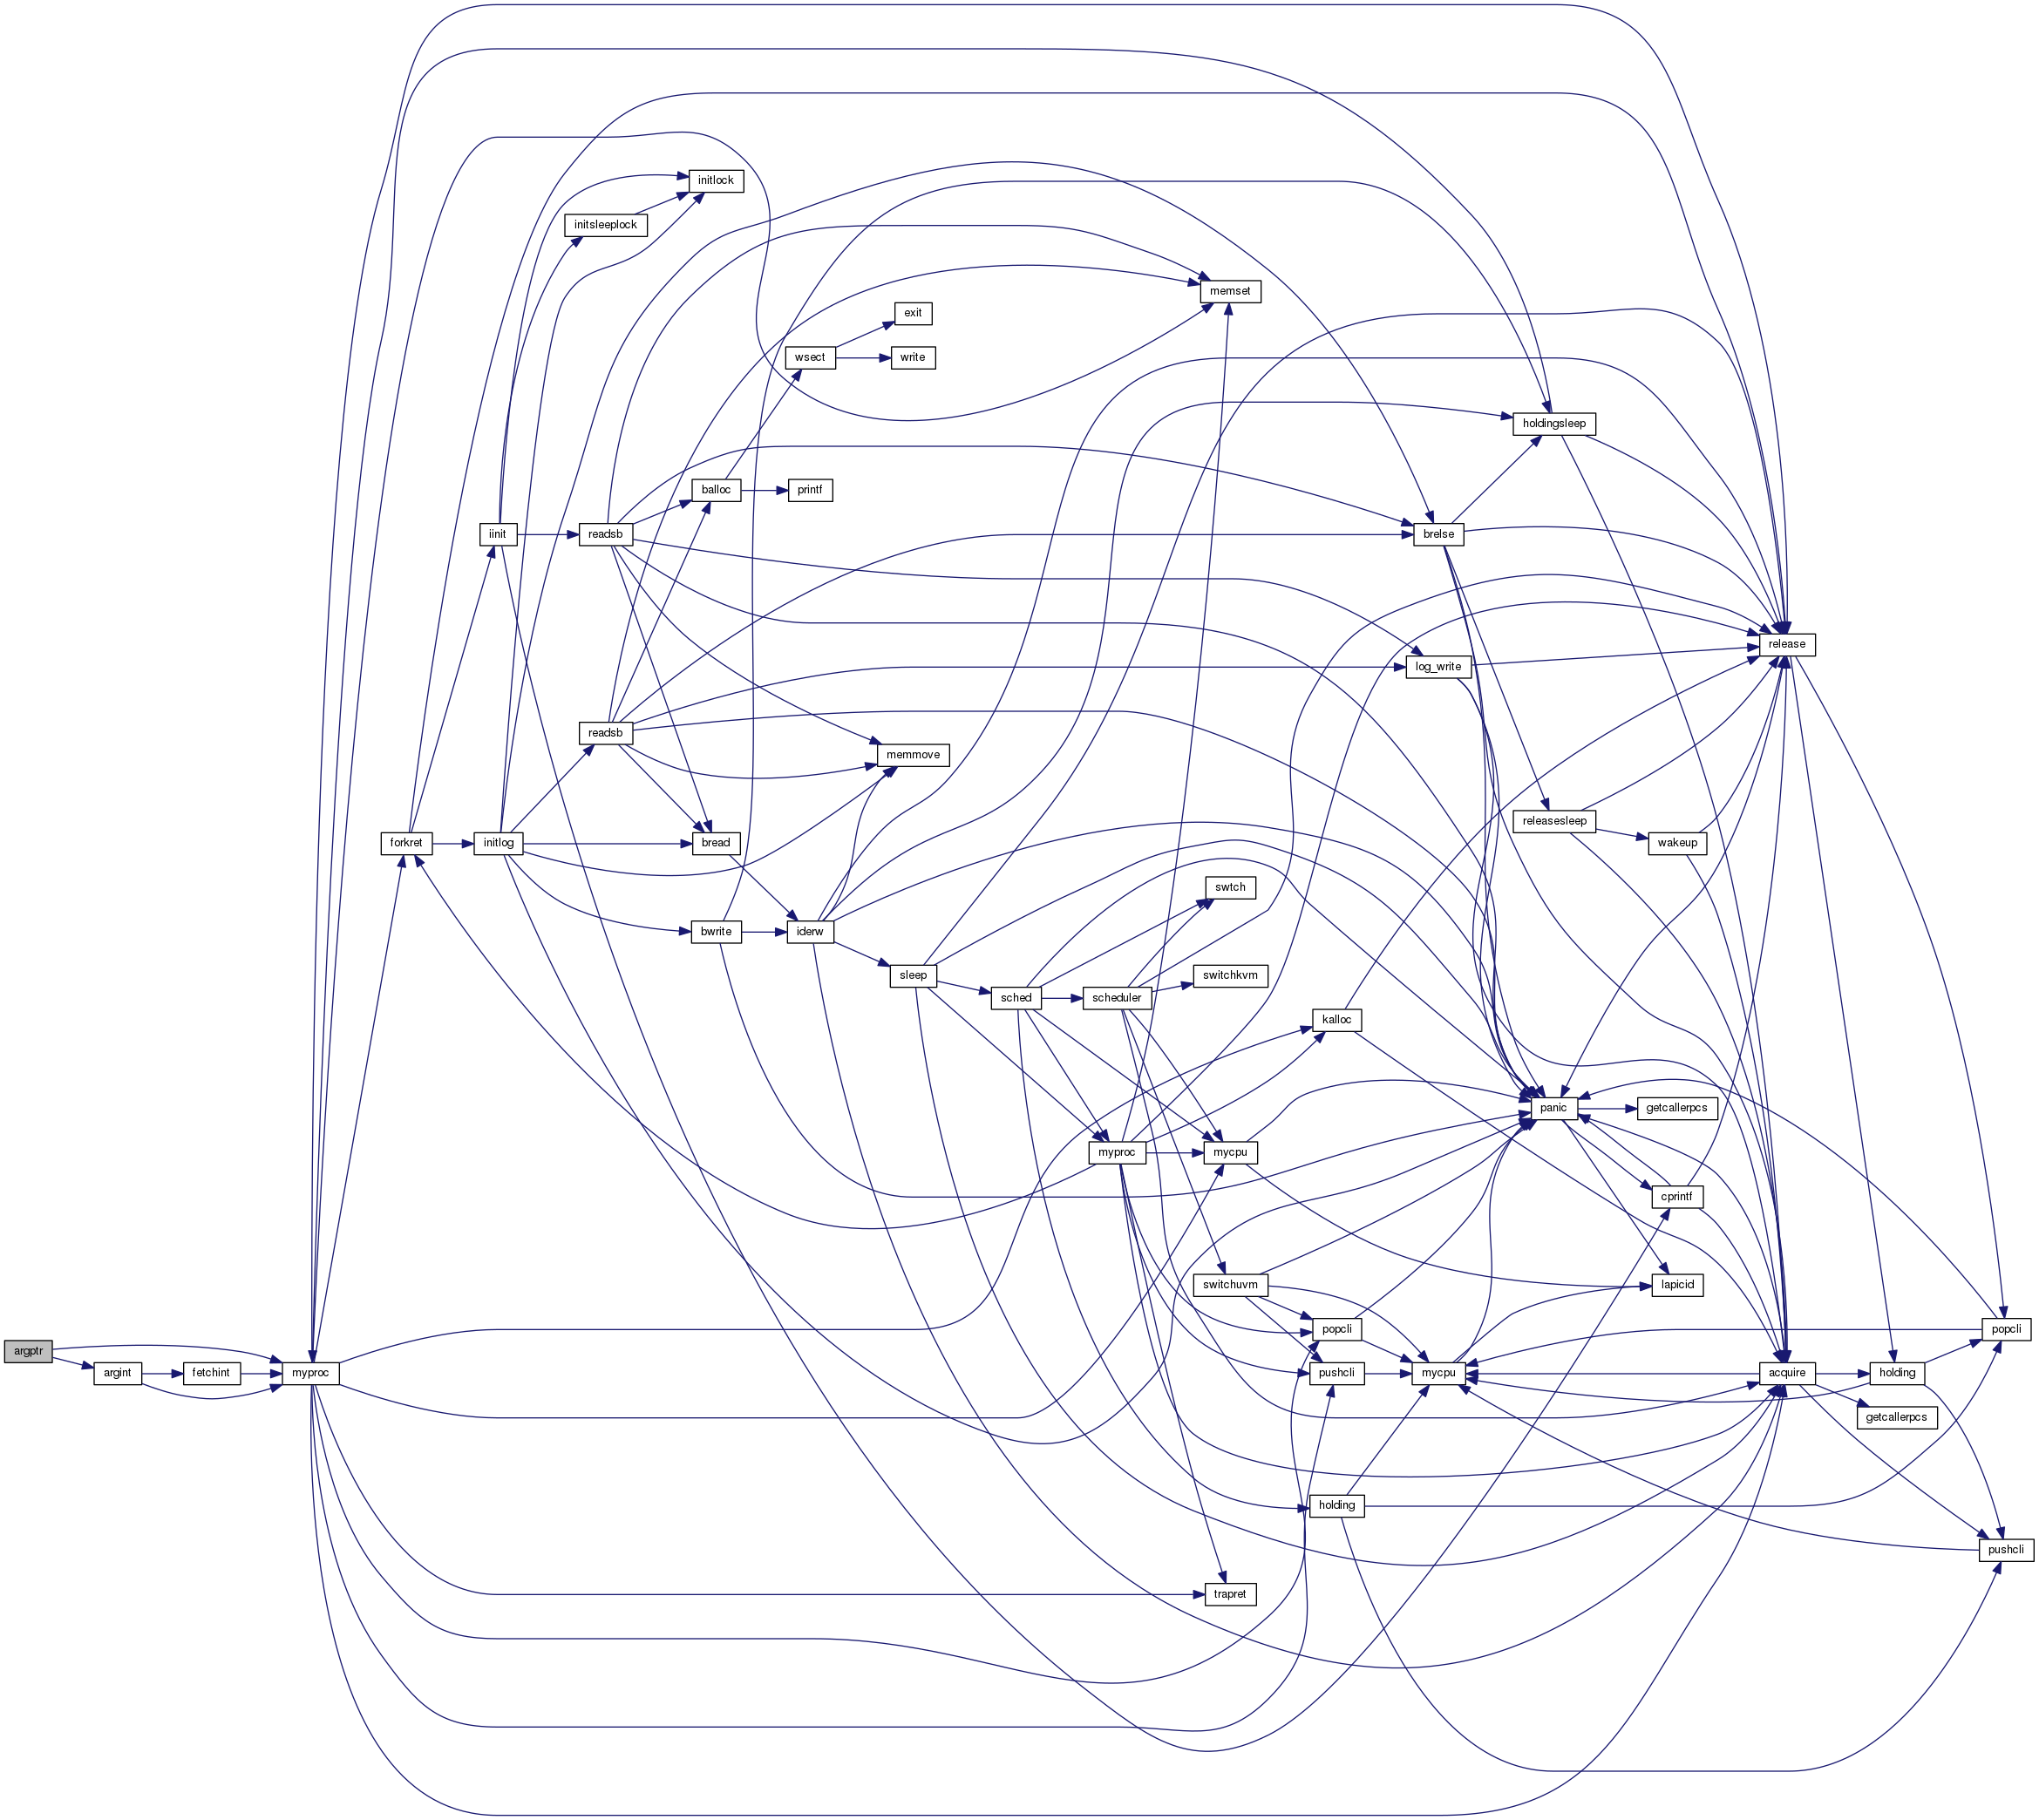 initlock
initsleeplock
memset
exit
write
wsect
holdingsleep
balloc
printf
iinit
readsb
brelse
release
log_write
readsb
memmove
releasesleep
forkret
initlog
bread
wakeup
swtch
bwrite
iderw
sleep
switchkvm
sched
scheduler
kalloc
panic
getcallerpcs
myproc
mycpu
cprintf
switchuvm
lapicid
popcli
popcli
argptr
argint
fetchint
myproc
pushcli
mycpu
acquire
holding
getcallerpcs
holding
pushcli
trapret